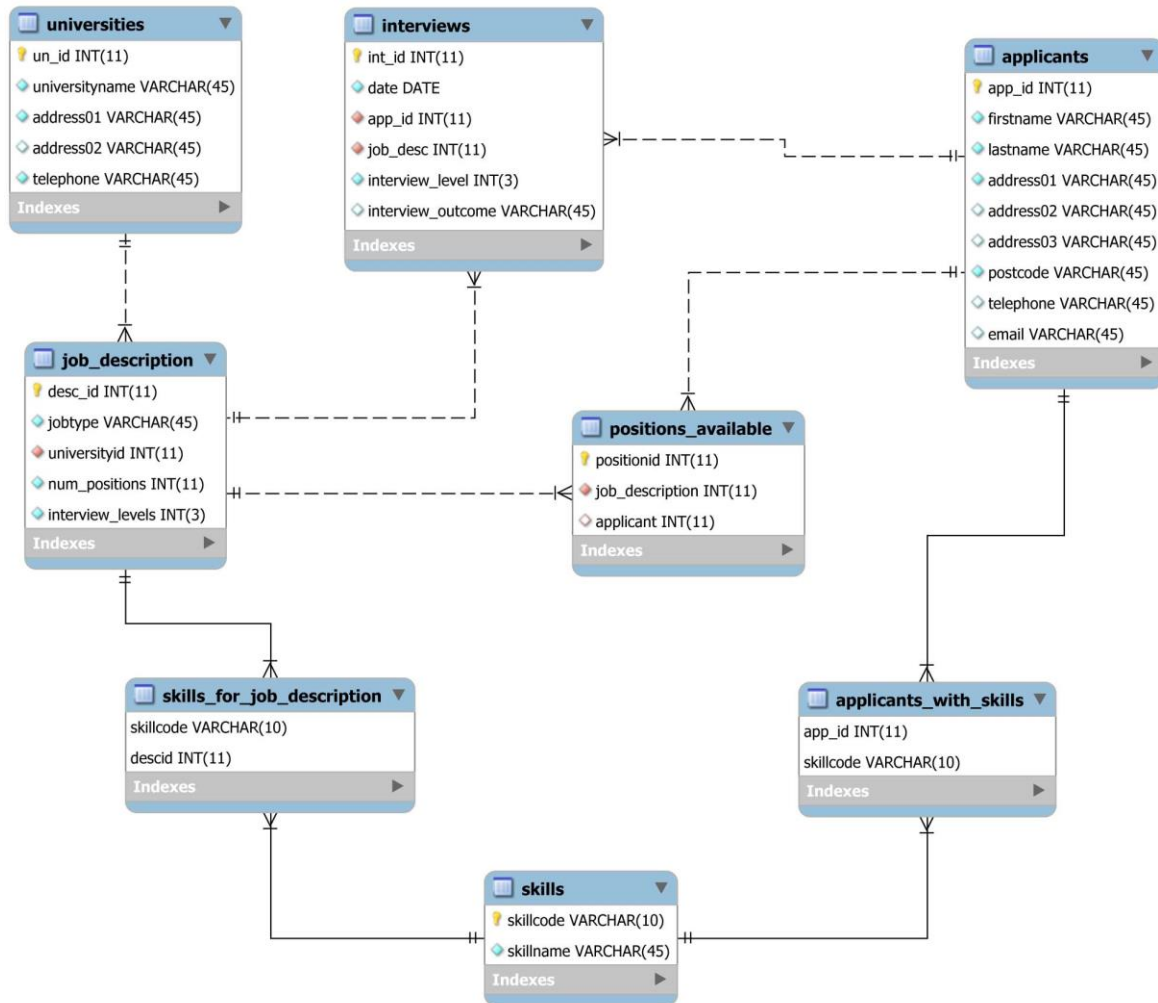 universities
un_id INT(11)
universityname VARCHAR(45)
address01 VARCHAR(45)
address02 VARCHAR(45)
telephone VARCHAR(45)
Indexes
interviews
int_id INT(11)
date DATE
app_id INT(11)
job_desc INT(11)
interview_level INT(3)
interview_outcome VARCHAR(45)
Indexes
applicants
app_id INT(11)
firstname VARCHAR(45)
lastname VARCHAR(45)
address01 VARCHAR(45)
address02 VARCHAR(45)
address03 VARCHAR(45)
postcode VARCHAR(45)
telephone VARCHAR(45)
email VARCHAR(45)
Indexes
job_description
desc_id INT(11)
jobtype VARCHAR(45)
universityid INT(11)
num_positions INT(11)
interview_levels INT(3)
Indexes
positions_available
positionid INT(11)
job_description INT(11)
applicant INT(11)
Indexes
skills_for_job_description
skillcode VARCHAR(10)
descid INT(11)
Indexes
applicants_with_skills
app_id INT(11)
skillcode VARCHAR(10)
Indexes
skills
skillcode VARCHAR(10)
skillname VARCHAR(45)
Indexes